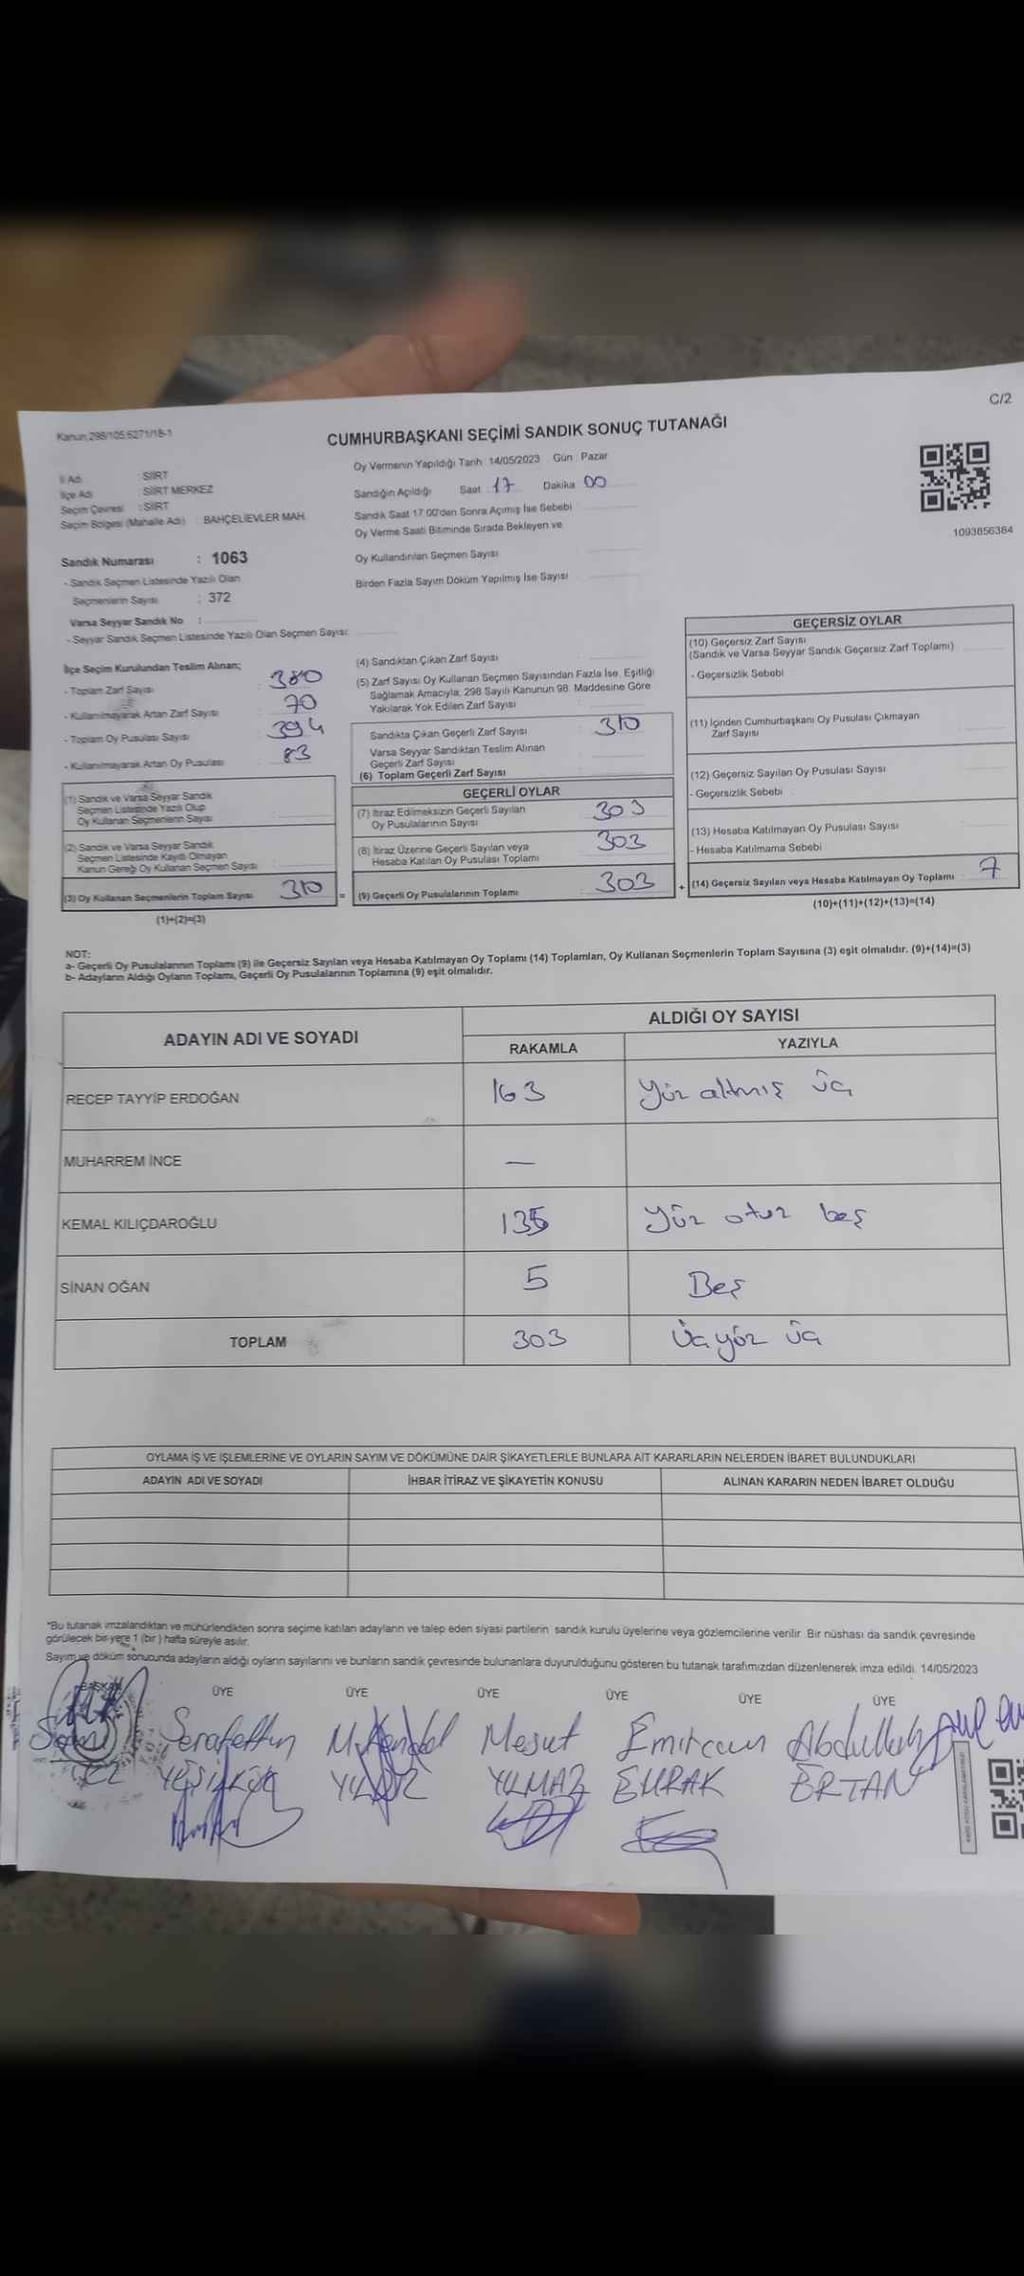 C/2
Kanun 298/105.6271/18-1
CUMHURBAŞKANI SEÇİMİ SANDIK SONUÇ TUTANAĞI
Oy Vermenin Yapıldığı Tarih 14/05/2023 Gün : Pazar
İl Adı : SİİRT
İlçe Adı : SİİRT MERKEZ
Seçim Çevresi : SİİRT
Seçim Bölgesi (Mahalle Adı) : BAHÇELİEVLER MAH.
Sandığın Açıldığı Saat 17 Dakika 00
Sandık Saat 17.00'den Sonra Açılmış İse Sebebi
Oy Verme Saati Bitiminde Sırada Bekleyen ve
Oy Kullandırılan Seçmen Sayısı
Birden Fazla Sayım Döküm Yapılmış İse Sayısı
1093856384
Sandık Numarası : 1063
- Sandık Seçmen Listesinde Yazılı Olan
Seçmenlerin Sayısı : 372
Varsa Seyyar Sandık No :
- Seyyar Sandık Seçmen Listesinde Yazılı Olan Seçmen Sayısı:
İlçe Seçim Kurulundan Teslim Alınan;
- Toplam Zarf Sayısı 380
- Kullanılmayarak Artan Zarf Sayısı 70
- Toplam Oy Pusulası Sayısı 394
- Kullanılmayarak Artan Oy Pusulası 83
(1) Sandık ve Varsa Seyyar Sandık
Seçmen Listesinde Yazılı Olup
Oy Kullanan Seçmenlerin Sayısı
(2) Sandık ve Varsa Seyyar Sandık
Seçmen Listesinde Kayıtlı Olmayan
Kanun Gereği Oy Kullanan Seçmen Sayısı
(3) Oy Kullanan Seçmenlerin Toplam Sayısı 310 =
(1)+(2)=(3)
(4) Sandıktan Çıkan Zarf Sayısı
(5) Zarf Sayısı Oy Kullanan Seçmen Sayısından Fazla İse, Eşitliği
Sağlamak Amacıyla, 298 Sayılı Kanunun 98. Maddesine Göre
Yakılarak Yok Edilen Zarf Sayısı
Sandıkta Çıkan Geçerli Zarf Sayısı 310
Varsa Seyyar Sandıktan Teslim Alınan
Geçerli Zarf Sayısı
(6) Toplam Geçerli Zarf Sayısı
GEÇERLİ OYLAR
(7) İtiraz Edilmeksizin Geçerli Sayılan
Oy Pusulalarının Sayısı 303
(8) İtiraz Üzerine Geçerli Sayılan veya
Hesaba Katılan Oy Pusulası Toplamı 303
(9) Geçerli Oy Pusulalarının Toplamı 303 +
GEÇERSİZ OYLAR
(10) Geçersiz Zarf Sayısı
(Sandık ve Varsa Seyyar Sandık Geçersiz Zarf Toplamı)
- Geçersizlik Sebebi
(11) İçinden Cumhurbaşkanı Oy Pusulası Çıkmayan
Zarf Sayısı
(12) Geçersiz Sayılan Oy Pusulası Sayısı
- Geçersizlik Sebebi
(13) Hesaba Katılmayan Oy Pusulası Sayısı
- Hesaba Katılmama Sebebi
(14) Geçersiz Sayılan veya Hesaba Katılmayan Oy Toplamı 7
(10)+(11)+(12)+(13)=(14)
NOT:
a- Geçerli Oy Pusulalarının Toplamı (9) ile Geçersiz Sayılan veya Hesaba Katılmayan Oy Toplamı (14) Toplamları, Oy Kullanan Seçmenlerin Toplam Sayısına (3) eşit olmalıdır. (9)+(14)=(3)
b- Adayların Aldığı Oyların Toplamı, Geçerli Oy Pusulalarının Toplamına (9) eşit olmalıdır.
ADAYIN ADI VE SOYADI ALDIĞI OY SAYISI
RAKAMLA YAZIYLA
RECEP TAYYİP ERDOĞAN 163 Yüz altmış üç
MUHARREM İNCE —
KEMAL KILIÇDAROĞLU 135 Yüz otuz beş
SİNAN OĞAN 5 Beş
TOPLAM 303 Üçyüz üç
OYLAMA İŞ VE İŞLEMLERİNE VE OYLARIN SAYIM VE DÖKÜMÜNE DAİR ŞİKAYETLERLE BUNLARA AİT KARARLARIN NELERDEN İBARET BULUNDUKLARI
ADAYIN ADI VE SOYADI İHBAR İTİRAZ VE ŞİKAYETİN KONUSU ALINAN KARARIN NEDEN İBARET OLDUĞU
*Bu tutanak imzalandıktan ve mühürlendikten sonra seçime katılan adayların ve talep eden siyasi partilerin sandık kurulu üyelerine veya gözlemcilerine verilir. Bir nüshası da sandık çevresinde
görülecek bir yere 1 (bir) hafta süreyle asılır.
Sayım ve döküm sonucunda adayların aldığı oyların sayılarını ve bunların sandık çevresinde bulunanlara duyurulduğunu gösteren bu tutanak tarafımızdan düzenlenerek imza edildi. 14/05/2023
BAŞKAN ÜYE ÜYE ÜYE ÜYE ÜYE ÜYE
Serafettin Mesut Emircan Abdullah
YEŞİLKÖK YILMAZ EURAK ERTAN